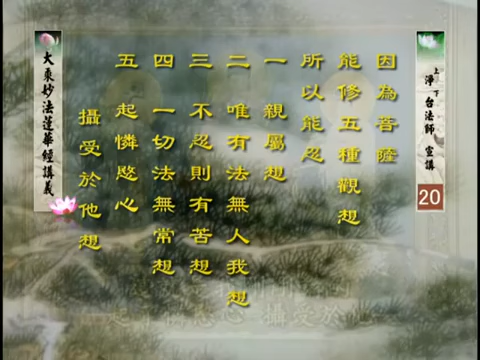 淨台法師 宣講
上下
20
因為菩薩
能修五種觀想
所以能忍
一 親屬想
二 唯有法無人我想
三 不忍則有苦想
四 一切法無常想
五 起憐愍心
攝受於他想
大乘妙法蓮華經講義